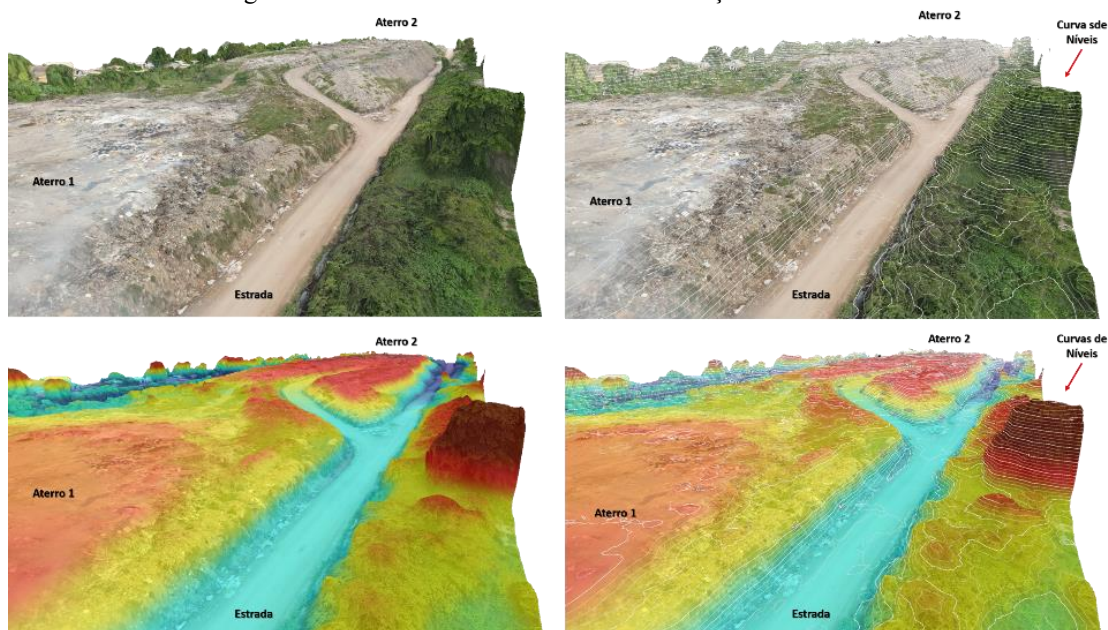 Aterro 2
Aterro 1
Estrada
Aterro 2
Curva sde
Níveis
Aterro 1
Estrada
Aterro 2
Aterro 1
Estrada
Aterro 2
Curvas de
Níveis
Aterro 1
Estrada